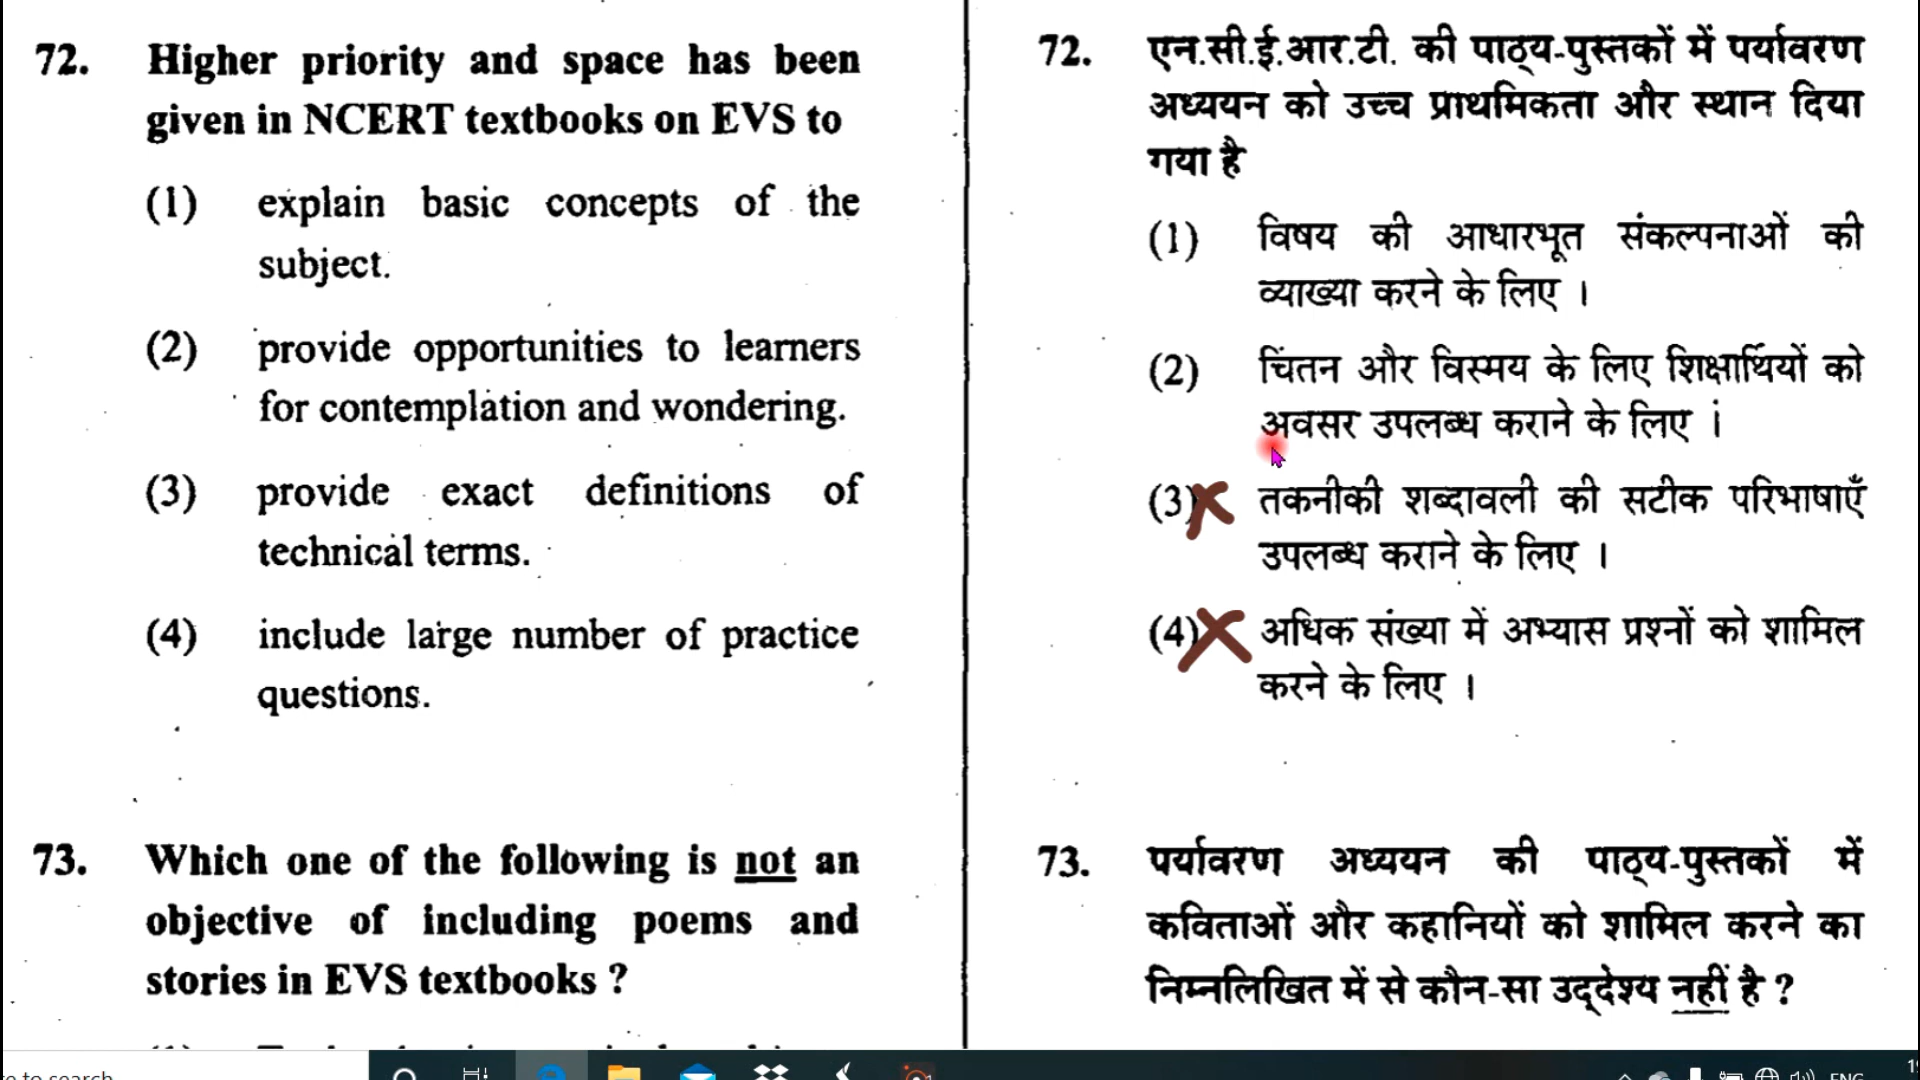 72. Higher priority and space has been
given in NCERT textbooks on EVS to
(1) explain basic concepts of the
subject.
(2) provide opportunities to learners
for contemplation and wondering.
(3) provide exact definitions of
technical terms.
(4) include large number of practice
questions.
73. Which one of the following is not an
objective of including poems and
stories in EVS textbooks ?
72. एन.सी.ई.आर.टी. की पाठ्य-पुस्तकों में पर्यावरण
अध्ययन को उच्च प्राथमिकता और स्थान दिया
गया है
(1) विषय की आधारभूत संकल्पनाओं की
व्याख्या करने के लिए ।
(2) चिंतन और विस्मय के लिए शिक्षार्थियों को
अवसर उपलब्ध कराने के लिए ।
(3) तकनीकी शब्दावली की सटीक परिभाषाएँ
उपलब्ध कराने के लिए ।
(4) अधिक संख्या में अभ्यास प्रश्नों को शामिल
करने के लिए ।
73. पर्यावरण अध्ययन की पाठ्य-पुस्तकों में
कविताओं और कहानियों को शामिल करने का
निम्नलिखित में से कौन-सा उद्देश्य नहीं है ?
to search
ENG